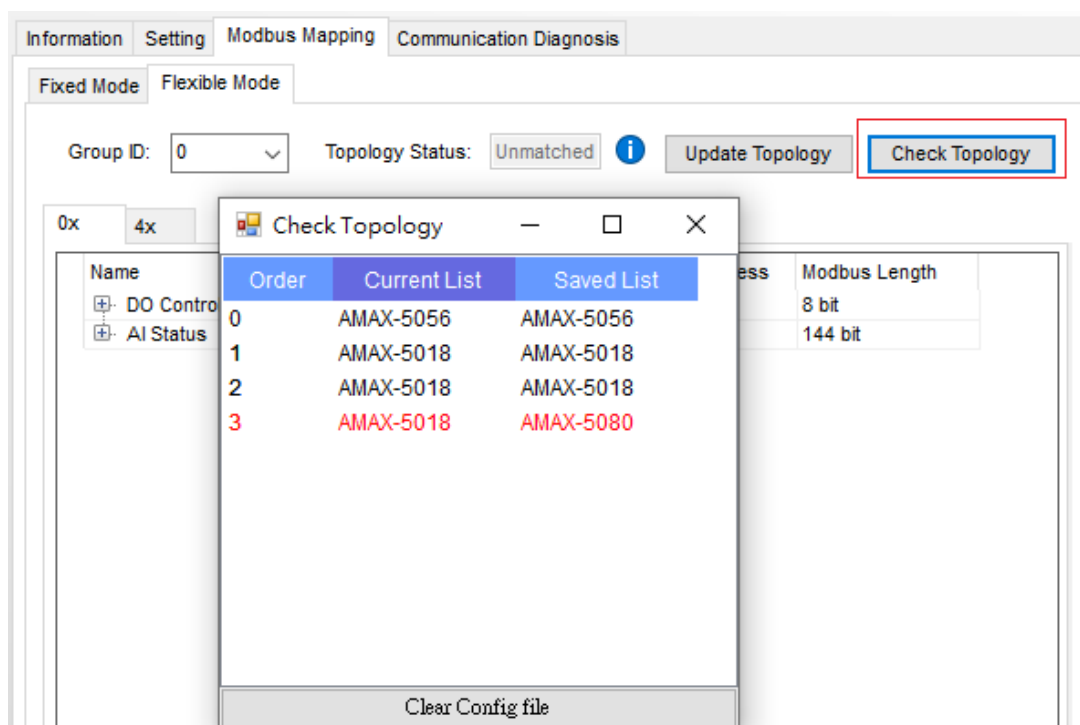 Information Setting Modbus Mapping Communication Diagnosis
Fixed Mode Flexible Mode
Group ID: 0 Topology Status: Unmatched i Update Topology Check Topology
0x 4x
Check Topology
Name ess Modbus Length
Order Current List Saved List
DO Contro 8 bit
0 AMAX-5056 AMAX-5056
AI Status 144 bit
1 AMAX-5018 AMAX-5018
2 AMAX-5018 AMAX-5018
3 AMAX-5018 AMAX-5080
Clear Config file